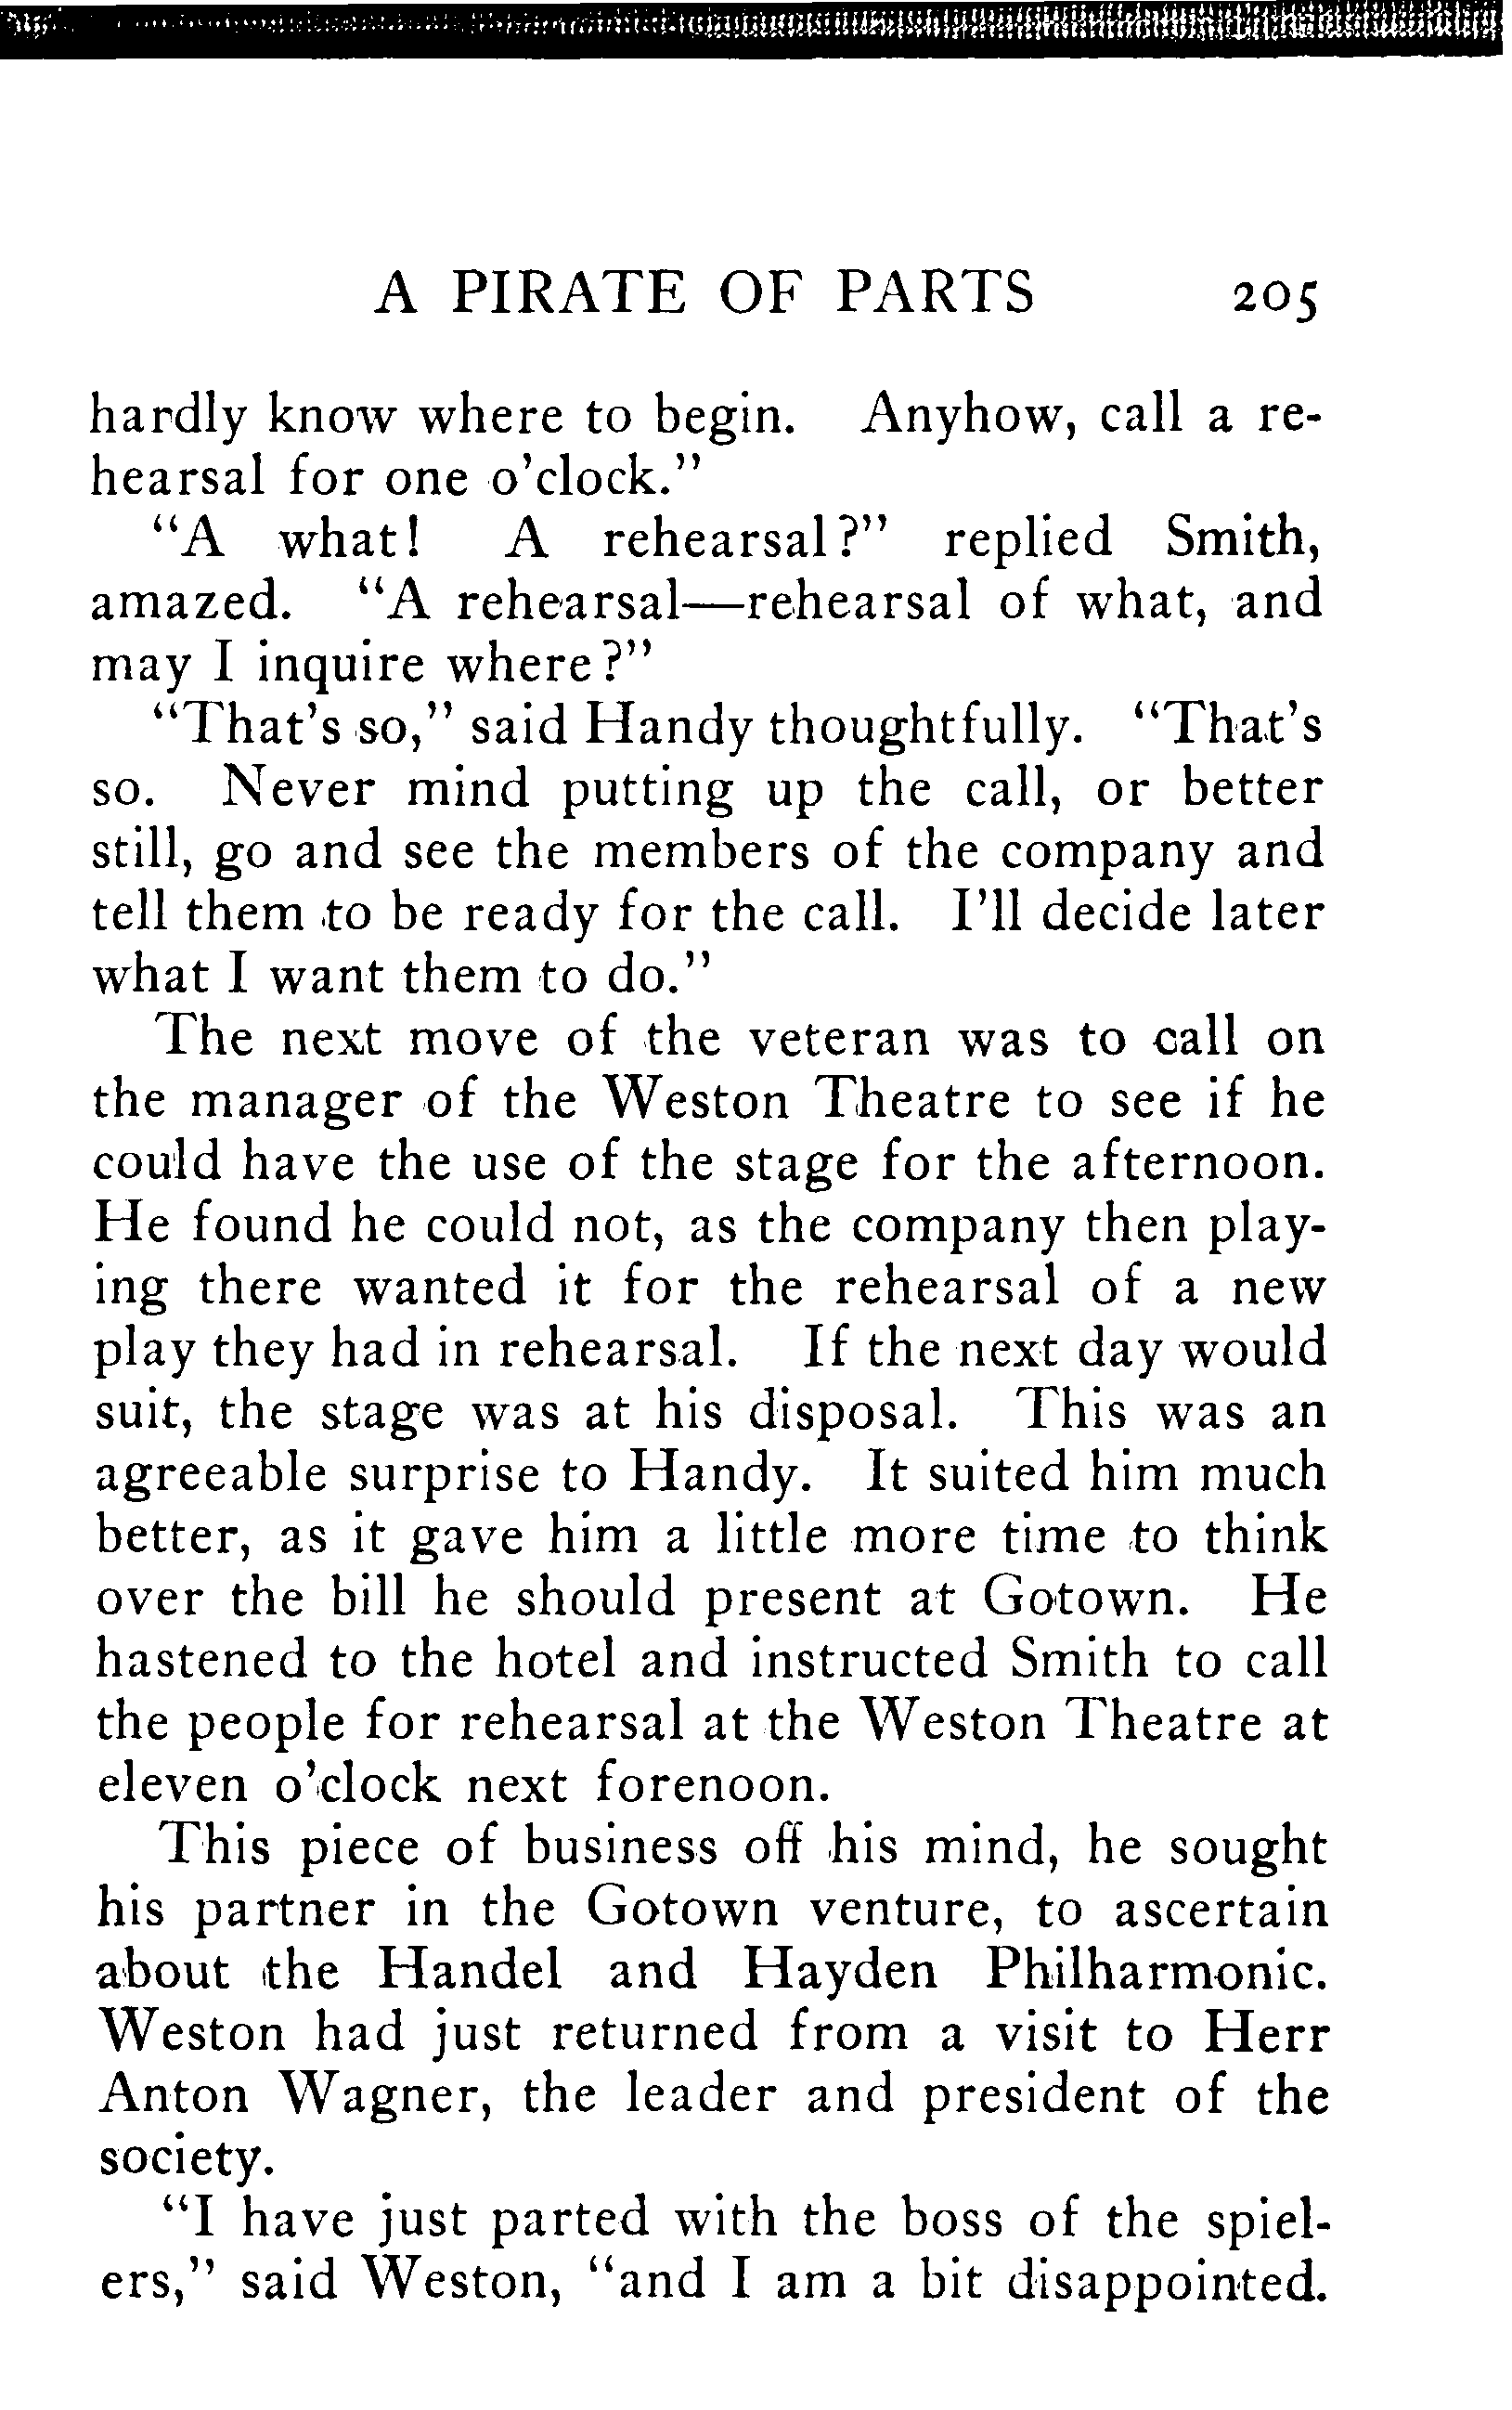 A PIRATE OF PARTS 205
hardly know where to begin. Anyhow, call a re-
hearsal for one o'clock."
"A what! A rehearsal?" replied Smith,
amazed. "A rehearsal—rehearsal of what, and
may I inquire where?"
"That's so," said Handy thoughtfully. "That's
so. Never mind putting up the call, or better
still, go and see the members of the company and
tell them to be ready for the call. I'll decide later
what I want them to do."
The next move of the veteran was to call on
the manager of the Weston Theatre to see if he
could have the use of the stage for the afternoon.
He found he could not, as the company then play-
ing there wanted it for the rehearsal of a new
play they had in rehearsal. If the next day would
suit, the stage was at his disposal. This was an
agreeable surprise to Handy. It suited him much
better, as it gave him a little more time to think
over the bill he should present at Gotown. He
hastened to the hotel and instructed Smith to call
the people for rehearsal at the Weston Theatre at
eleven o'clock next forenoon.
This piece of business off his mind, he sought
his partner in the Gotown venture, to ascertain
about the Handel and Hayden Philharmonic.
Weston had just returned from a visit to Herr
Anton Wagner, the leader and president of the
society.
"I have just parted with the boss of the spiel-
ers," said Weston, "and I am a bit disappointed.